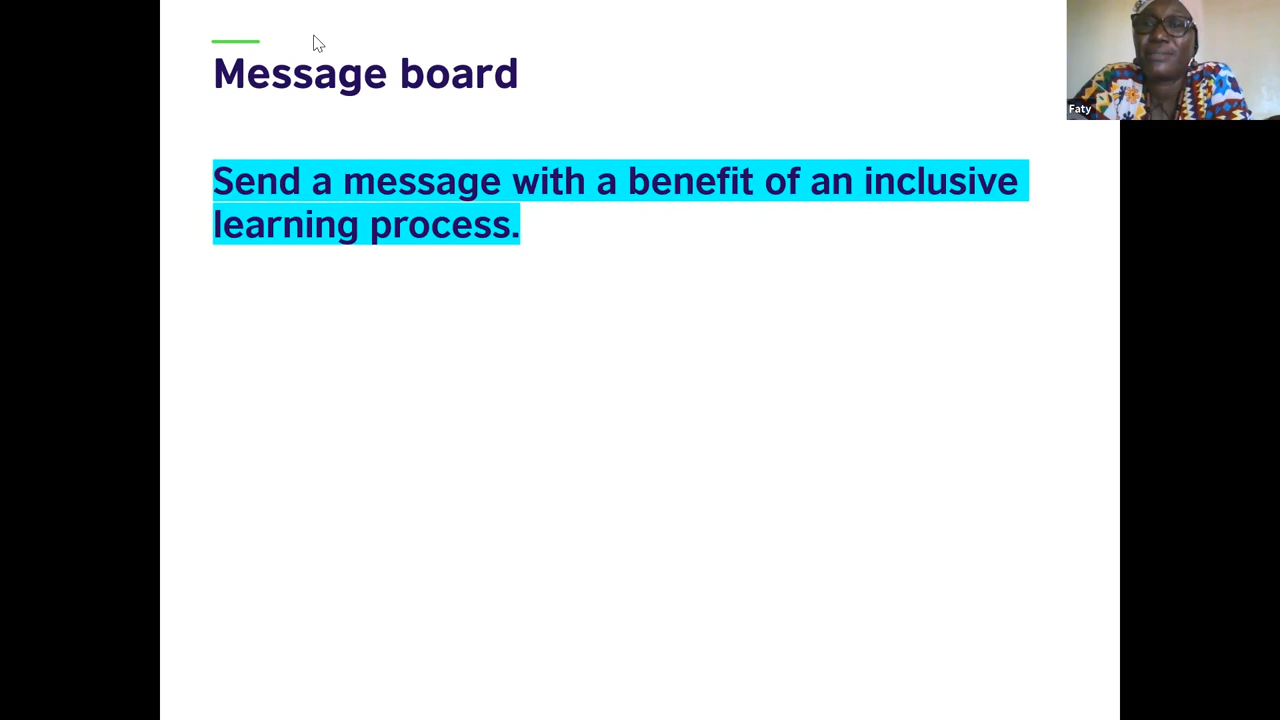 Message board
Send a message with a benefit of an inclusive
learning process.
Faty